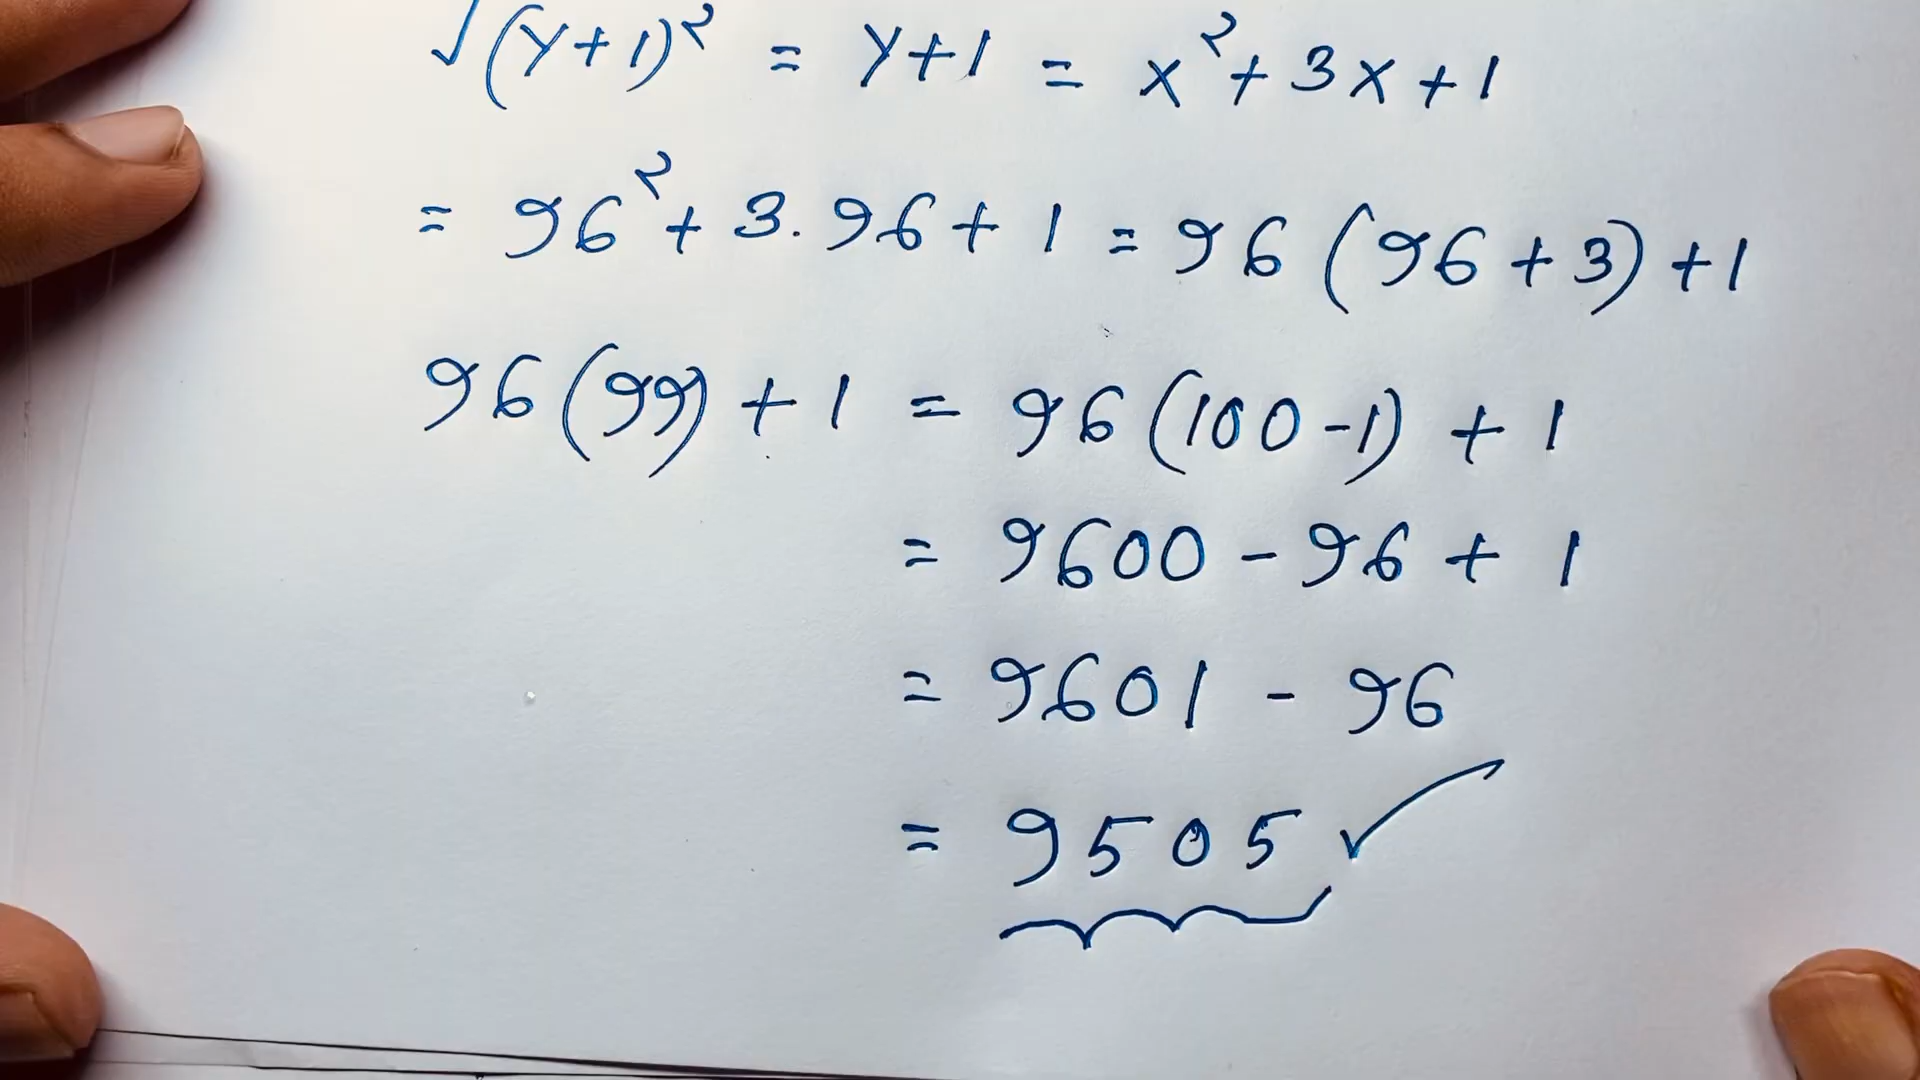 √(y+1)² = y+1 = x²+3x+1
= 96²+3.96+1 = 96(96+3)+1
96(99)+1 = 96(100-1)+1
= 9600-96+1
= 9601-96
= 9505✓